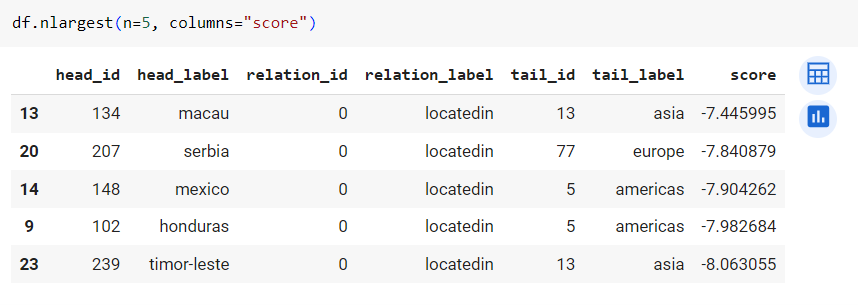 df.nlargest(n=5, columns="score")
head_id head_label relation_id relation_label tail_id tail_label score
13 134 macau 0 locatedin 13 asia -7.445995
20 207 serbia 0 locatedin 77 europe -7.840879
14 148 mexico 0 locatedin 5 americas -7.904262
9 102 honduras 0 locatedin 5 americas -7.982684
23 239 timor-leste 0 locatedin 13 asia -8.063055